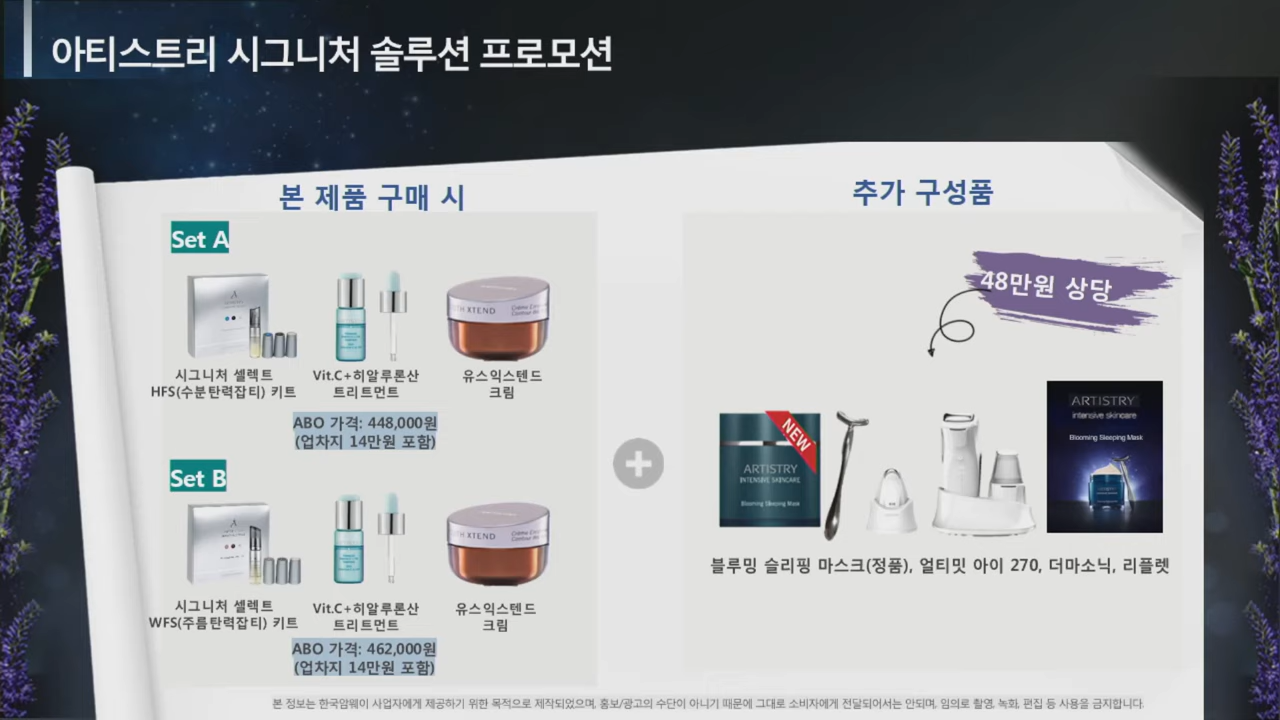 아티스트리 시그니처 솔루션 프로모션
본 제품 구매 시
Set A
시그니처 셀렉트
HFS(수분탄력잡티) 키트
Vit.C+히알루론산
트리트먼트
유스익스텐드
크림
ABO 가격: 448,000원
(업차지 14만원 포함)
Set B
시그니처 셀렉트
WFS(주름탄력잡티) 키트
Vit.C+히알루론산
트리트먼트
유스익스텐드
크림
ABO 가격: 462,000원
(업차지 14만원 포함)
추가 구성품
48만원 상당
NEW
ARTISTRY
INTENSIVE SKINCARE
Blooming Sleeping Mask
ARTISTRY
intensive skincare
Blooming Sleeping Mask
블루밍 슬리핑 마스크(정품), 얼티밋 아이 270, 더마소닉, 리플렛
본 정보는 한국암웨이 사업자에게 제공하기 위한 목적으로 제작되었으며, 홍보/광고의 수단이 아니기 때문에 그대로 소비자에게 전달되어서는 안되며, 임의로 촬영, 녹화, 편집 등 사용을 금지합니다.